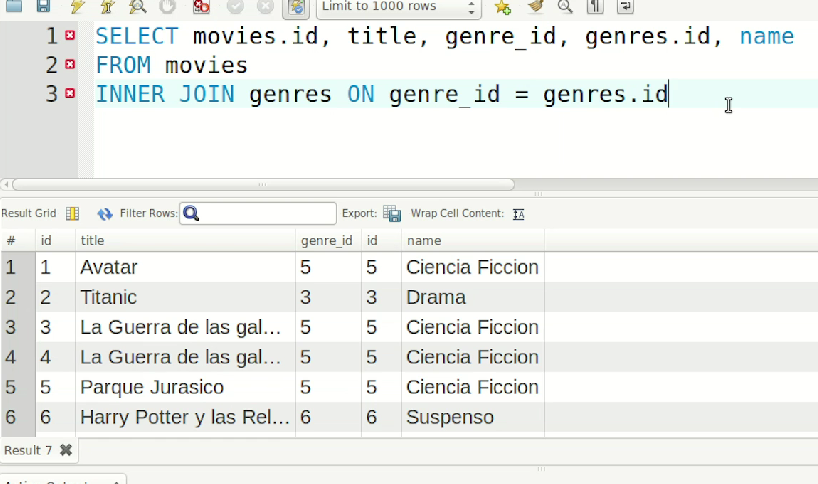 Limit to 1000 rows
1 SELECT movies.id, title, genre_id, genres.id, name
2 FROM movies
3 INNER JOIN genres ON genre_id = genres.id
Result Grid Filter Rows: Export: Wrap Cell Content:
# id title genre_id id name
1 1 Avatar 5 5 Ciencia Ficcion
2 2 Titanic 3 3 Drama
3 3 La Guerra de las gal... 5 5 Ciencia Ficcion
4 4 La Guerra de las gal... 5 5 Ciencia Ficcion
5 5 Parque Jurasico 5 5 Ciencia Ficcion
6 6 Harry Potter y las Rel... 6 6 Suspenso
Result 7